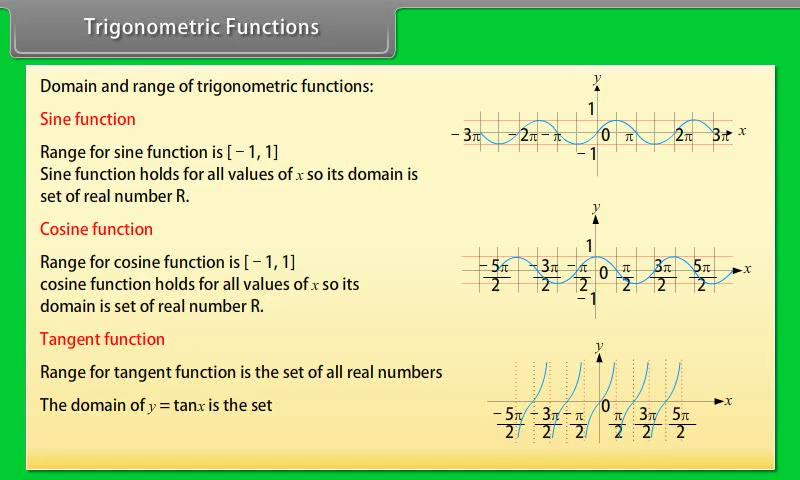 Trigonometric Functions
Domain and range of trigonometric functions:
Sine function
Range for sine function is [ − 1, 1]
Sine function holds for all values of x so its domain is
set of real number R.
Cosine function
Range for cosine function is [ − 1, 1]
cosine function holds for all values of x so its
domain is set of real number R.
Tangent function
Range for tangent function is the set of all real numbers
The domain of y = tanx is the set
y
1
− 3π − 2π − π 0 π 2π 3π x
− 1
y
1
− 5π/2 − 3π/2 − π/2 0 π/2 3π/2 5π/2 x
− 1
y
0 x
− 5π/2 − 3π/2 − π/2 π/2 3π/2 5π/2